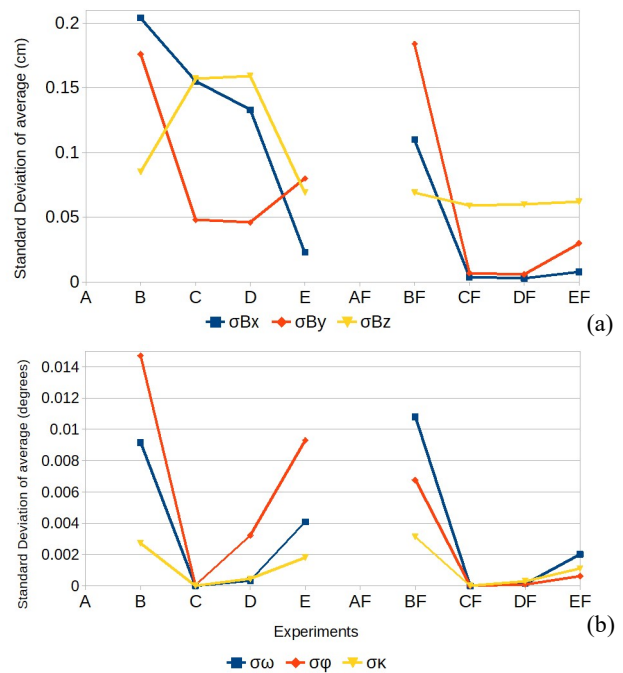 Standard Deviation of average (cm)
0.2
0.15
0.1
0.05
0
A B C D E AF BF CF DF EF
σBx σBy σBz
(a)
Standard Deviation of average (degrees)
0.014
0.012
0.01
0.008
0.006
0.004
0.002
0
A B C D E AF BF CF DF EF
(b)
Experiments
σω σφ σκ